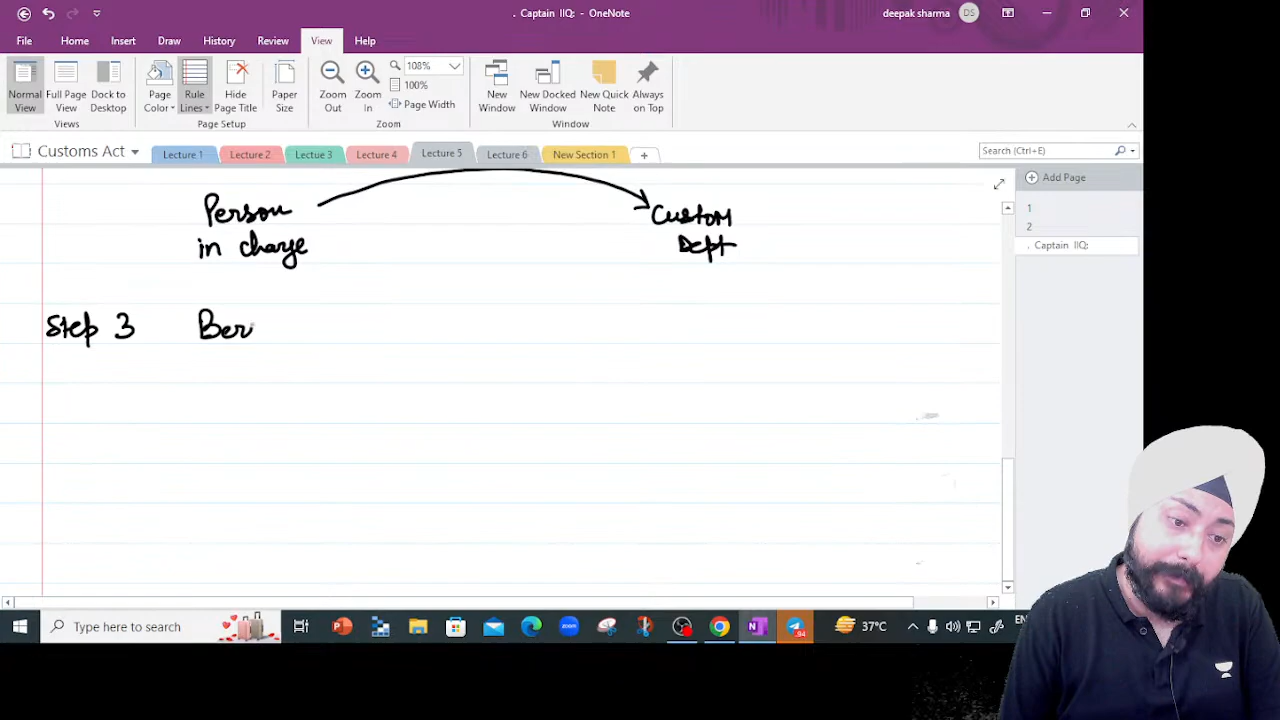 . Captain IIQ: - OneNote
deepak sharma DS
File Home Insert Draw History Review View Help
Normal View
Full Page View
Dock to Desktop
Page Color
Rule Lines
Hide Page Title
Paper Size
Zoom Out
Zoom In
108%
100%
Page Width
New Window
New Docked Window
New Quick Note
Always on Top
Views Page Setup Zoom Window
Customs Act Lecture 1 Lecture 2 Lectue 3 Lecture 4 Lecture 5 Lecture 6 New Section 1 Search (Ctrl+E)
Add Page
1
2
. Captain IIQ:
Person
in charge
Custom
Dept
Step 3 Ber
Type here to search
94
37°C
EN